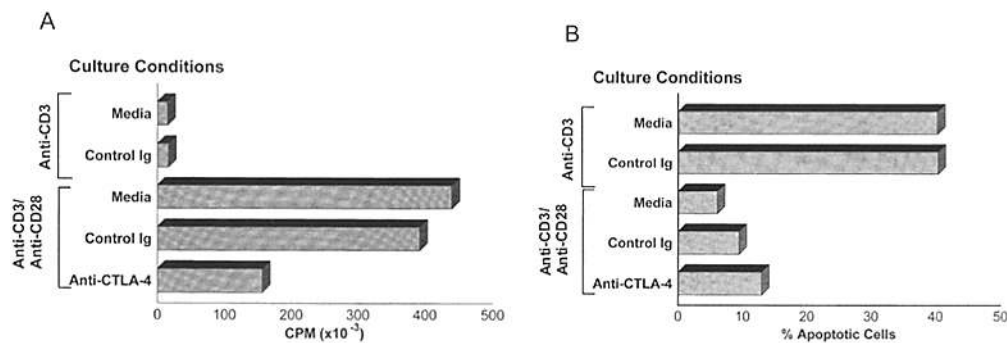 A
Culture Conditions
Anti-CD3
Media
Control Ig
Anti-CD3/
Anti-CD28
Media
Control Ig
Anti-CTLA-4
0 100 200 300 400 500
CPM (x10⁻³)
B
Culture Conditions
Anti-CD3
Media
Control Ig
Anti-CD3/
Anti-CD28
Media
Control Ig
Anti-CTLA-4
0 10 20 30 40 50
% Apoptotic Cells